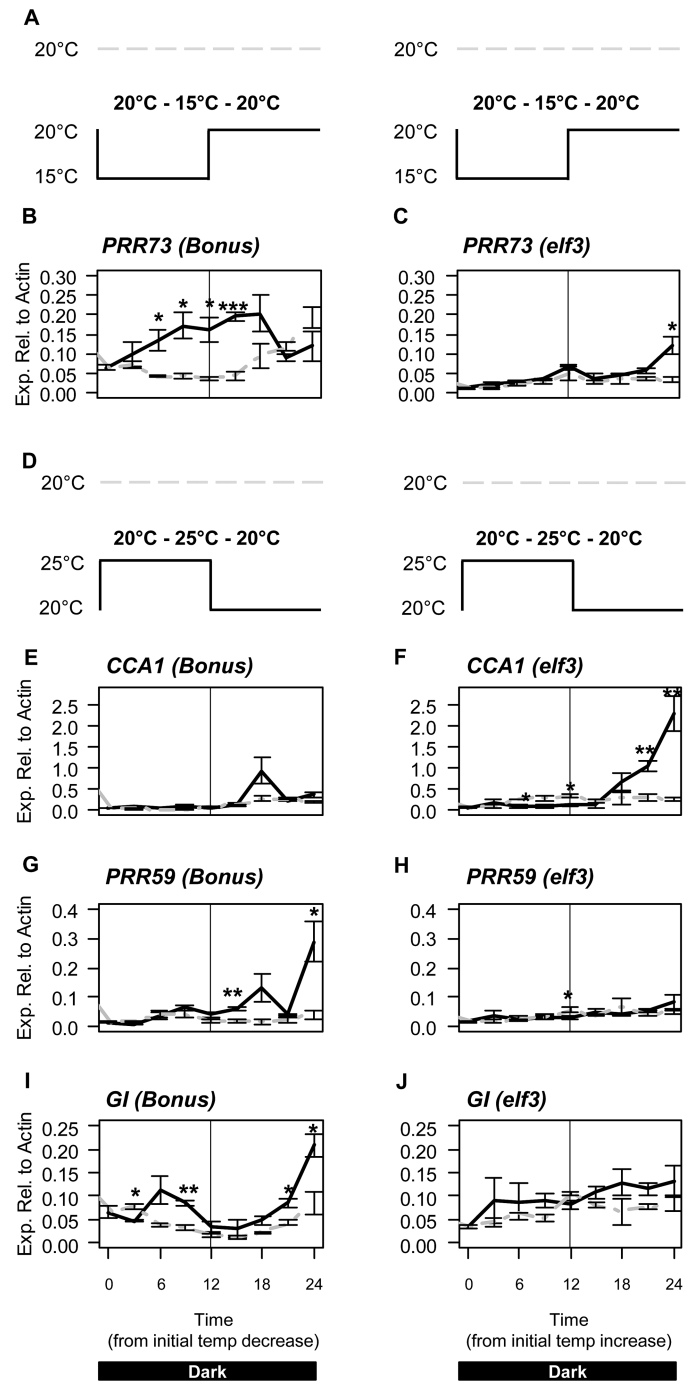 A
20°C
20°C
20°C - 15°C - 20°C
20°C - 15°C - 20°C
20°C
20°C
15°C
15°C
B
C
PRR73 (Bonus)
PRR73 (elf3)
Exp. Rel. to Actin
0.30
0.25
0.20
0.15
0.10
0.05
0.00
* * * ***
0.30
0.25
0.20
0.15
0.10
0.05
0.00
*
D
20°C
20°C
20°C - 25°C - 20°C
20°C - 25°C - 20°C
25°C
25°C
20°C
20°C
E
F
CCA1 (Bonus)
CCA1 (elf3)
Exp. Rel. to Actin
2.5
2.0
1.5
1.0
0.5
0.0
2.5
2.0
1.5
1.0
0.5
0.0
* * ** **
G
H
PRR59 (Bonus)
PRR59 (elf3)
Exp. Rel. to Actin
0.4
0.3
0.2
0.1
0.0
** *
0.4
0.3
0.2
0.1
0.0
*
I
J
GI (Bonus)
GI (elf3)
Exp. Rel. to Actin
0.25
0.20
0.15
0.10
0.05
0.00
* ** * *
0.25
0.20
0.15
0.10
0.05
0.00
0 6 12 18 24
0 6 12 18 24
Time
(from initial temp decrease)
Time
(from initial temp increase)
Dark
Dark